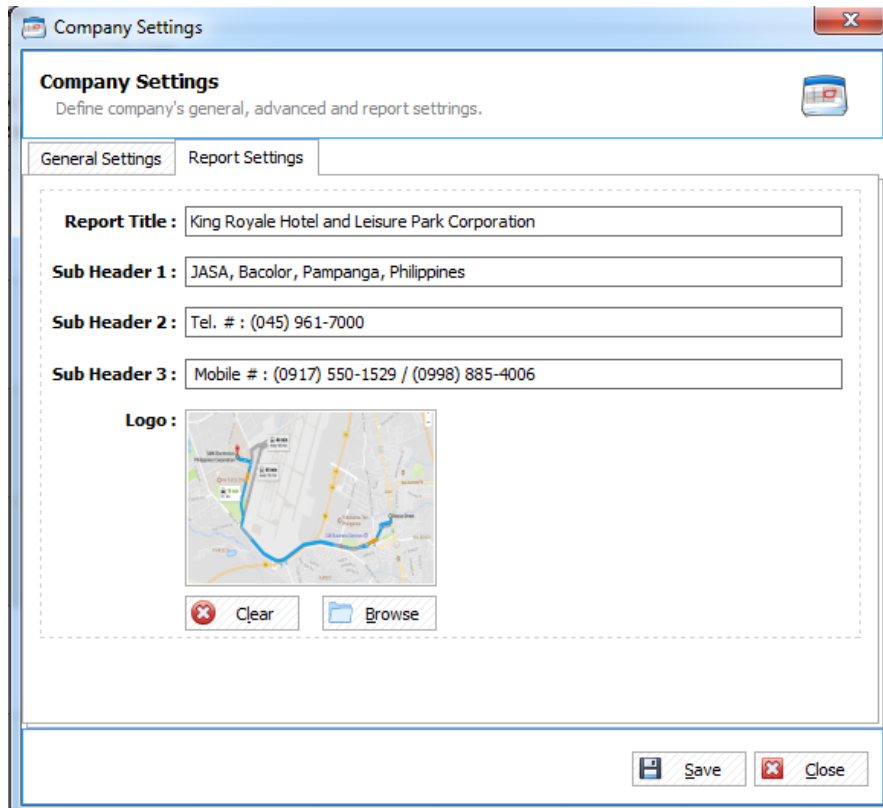 Company Settings
Company Settings
Define company's general, advanced and report settrings.
General Settings Report Settings
Report Title : King Royale Hotel and Leisure Park Corporation
Sub Header 1 : JASA, Bacolor, Pampanga, Philippines
Sub Header 2 : Tel. # : (045) 961-7000
Sub Header 3 : Mobile # : (0917) 550-1529 / (0998) 885-4006
Logo :
Clear Browse
Save Close